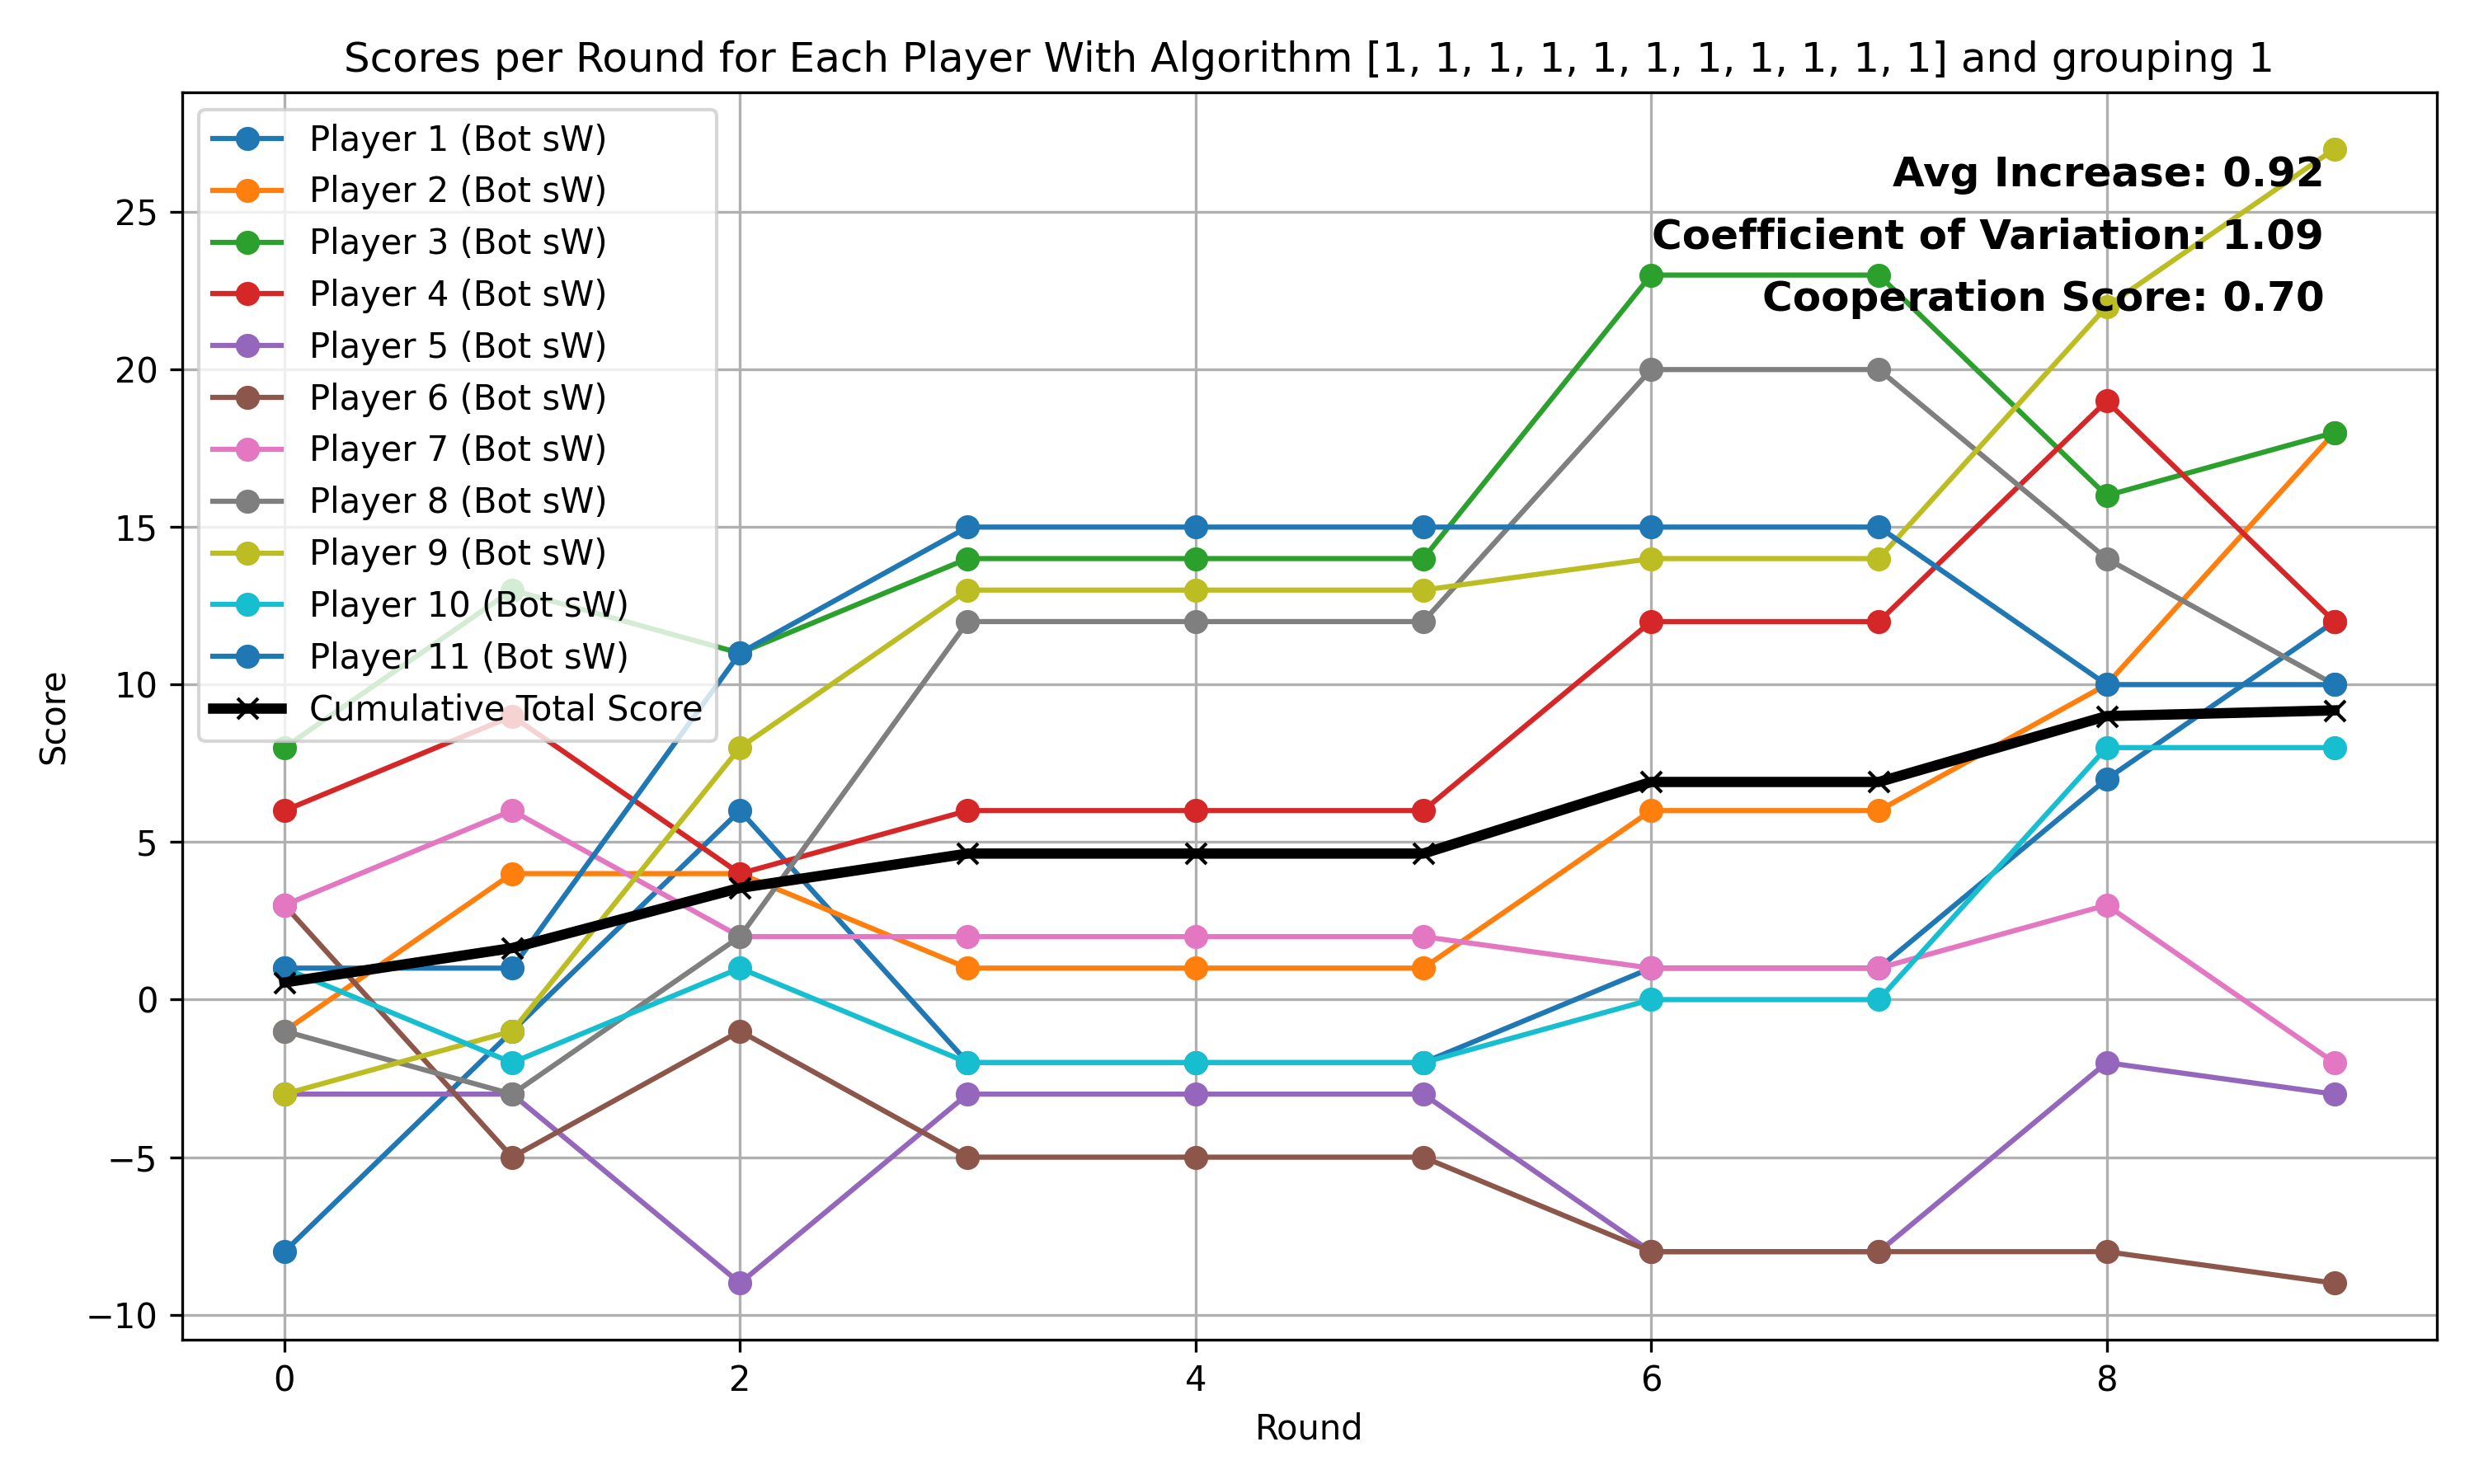 Scores per Round for Each Player With Algorithm [1, 1, 1, 1, 1, 1, 1, 1, 1, 1, 1] and grouping 1
Player 1 (Bot sW)
Player 2 (Bot sW)
Player 3 (Bot sW)
Player 4 (Bot sW)
Player 5 (Bot sW)
Player 6 (Bot sW)
Player 7 (Bot sW)
Player 8 (Bot sW)
Player 9 (Bot sW)
Player 10 (Bot sW)
Player 11 (Bot sW)
Cumulative Total Score
Avg Increase: 0.92
Coefficient of Variation: 1.09
Cooperation Score: 0.70
25
20
15
10
5
0
−5
−10
Score
0 2 4 6 8
Round